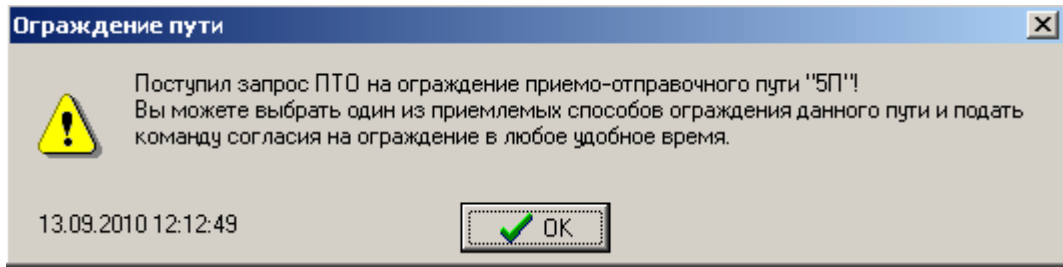 Ограждение пути
Поступил запрос ПТО на ограждение приемо-отправочного пути "5П"!
Вы можете выбрать один из приемлемых способов ограждения данного пути и подать
команду согласия на ограждение в любое удобное время.
13.09.2010 12:12:49
OK